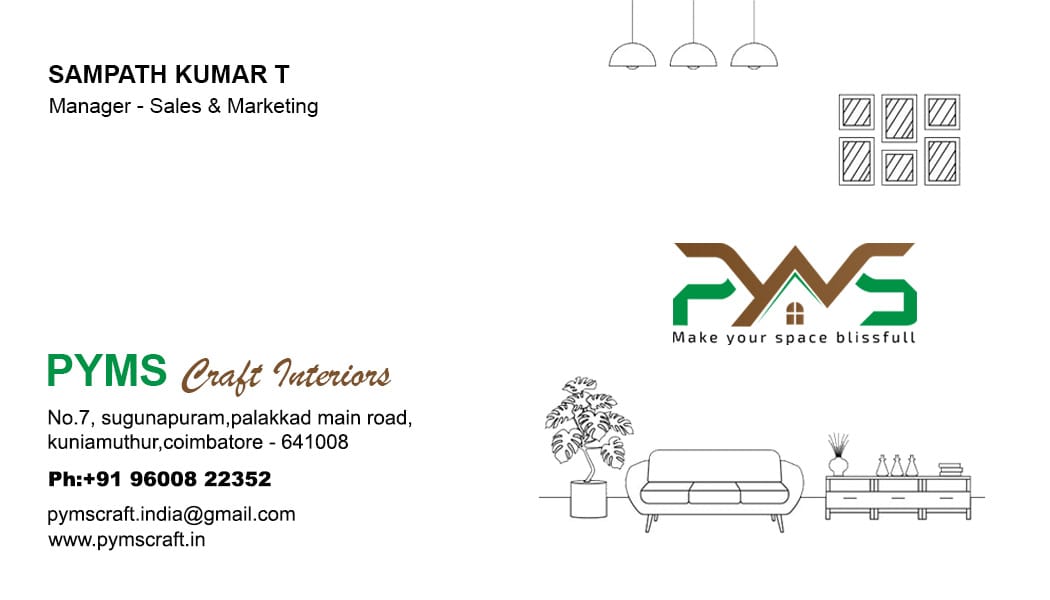 SAMPATH KUMAR T
Manager - Sales & Marketing
PYMS
Make your space blissfull
PYMS Craft Interiors
No.7, sugunapuram,palakkad main road,
kuniamuthur,coimbatore - 641008
Ph:+91 96008 22352
pymscraft.india@gmail.com
www.pymscraft.in